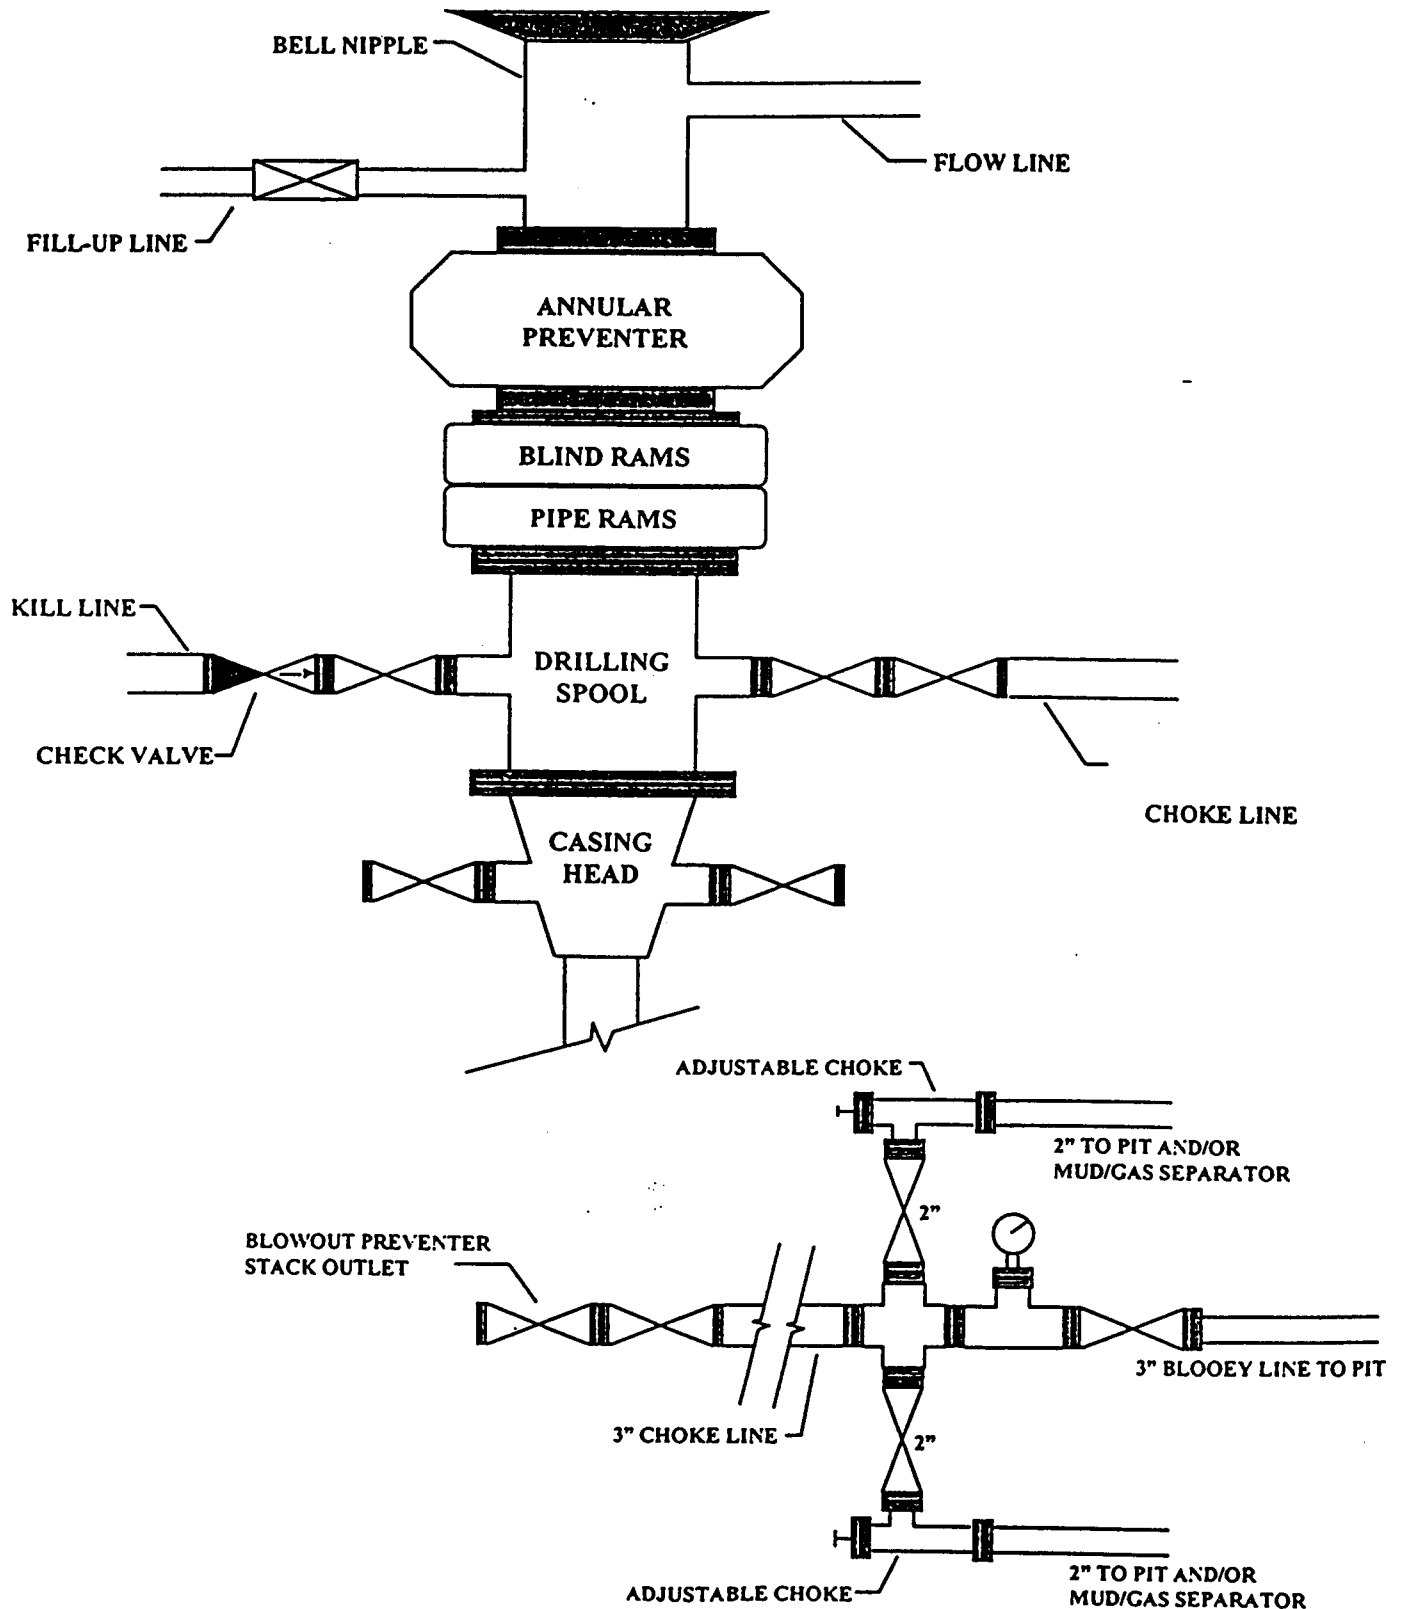 BELL NIPPLE
FLOW LINE
FILL-UP LINE
ANNULAR
PREVENTER
BLIND RAMS
PIPE RAMS
KILL LINE
DRILLING
SPOOL
CHECK VALVE
CHOKE LINE
CASING
HEAD
ADJUSTABLE CHOKE
2" TO PIT AND/OR
MUD/GAS SEPARATOR
2"
BLOWOUT PREVENTER
STACK OUTLET
3" BLOOEY LINE TO PIT
3" CHOKE LINE
2"
2" TO PIT AND/OR
MUD/GAS SEPARATOR
ADJUSTABLE CHOKE